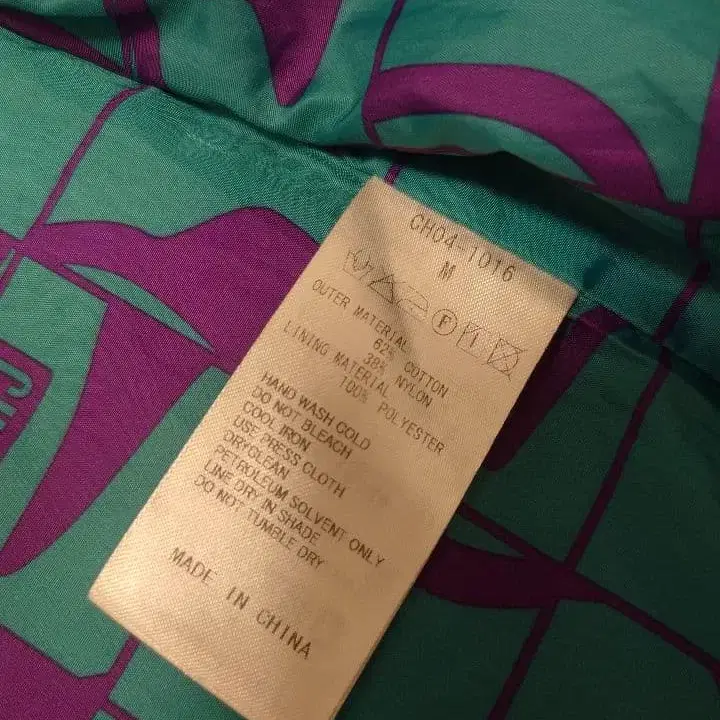 CH04-1016
M
F
OUTER MATERIAL
62% COTTON
38% NYLON
LINING MATERIAL
100% POLYESTER
HAND WASH COLD
DO NOT BLEACH
COOL IRON
USE PRESS CLOTH
DRYCLEAN
PETROLEUM SOLVENT ONLY
LINE DRY IN SHADE
DO NOT TUMBLE DRY
MADE IN CHINA